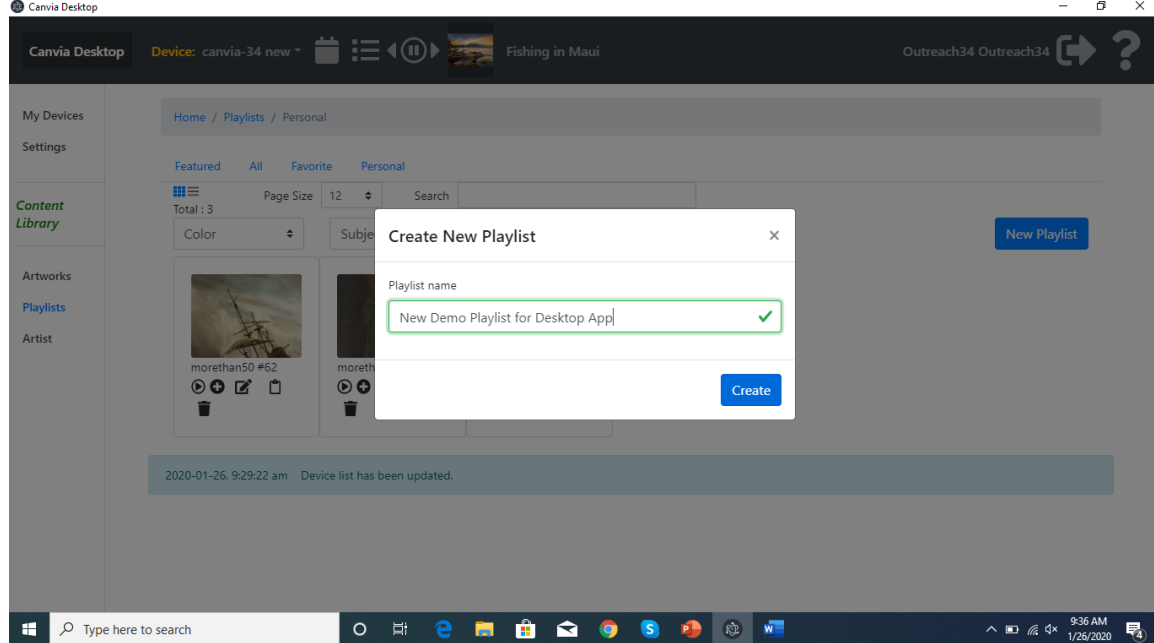 Canvia Desktop
Canvia Desktop
Device: canvia-34 new
Fishing in Maui
Outreach34 Outreach34
?
My Devices
Settings
Content
Library
Artworks
Playlists
Artist
Home / Playlists / Personal
Featured All Favorite Personal
Page Size 12 Search
Total : 3
Color
Subje
New Playlist
Create New Playlist
×
Playlist name
New Demo Playlist for Desktop App
Create
morethan50 #62
moreth
2020-01-26, 9:29:22 am Device list has been updated.
Type here to search
9:36 AM
1/26/2020
4